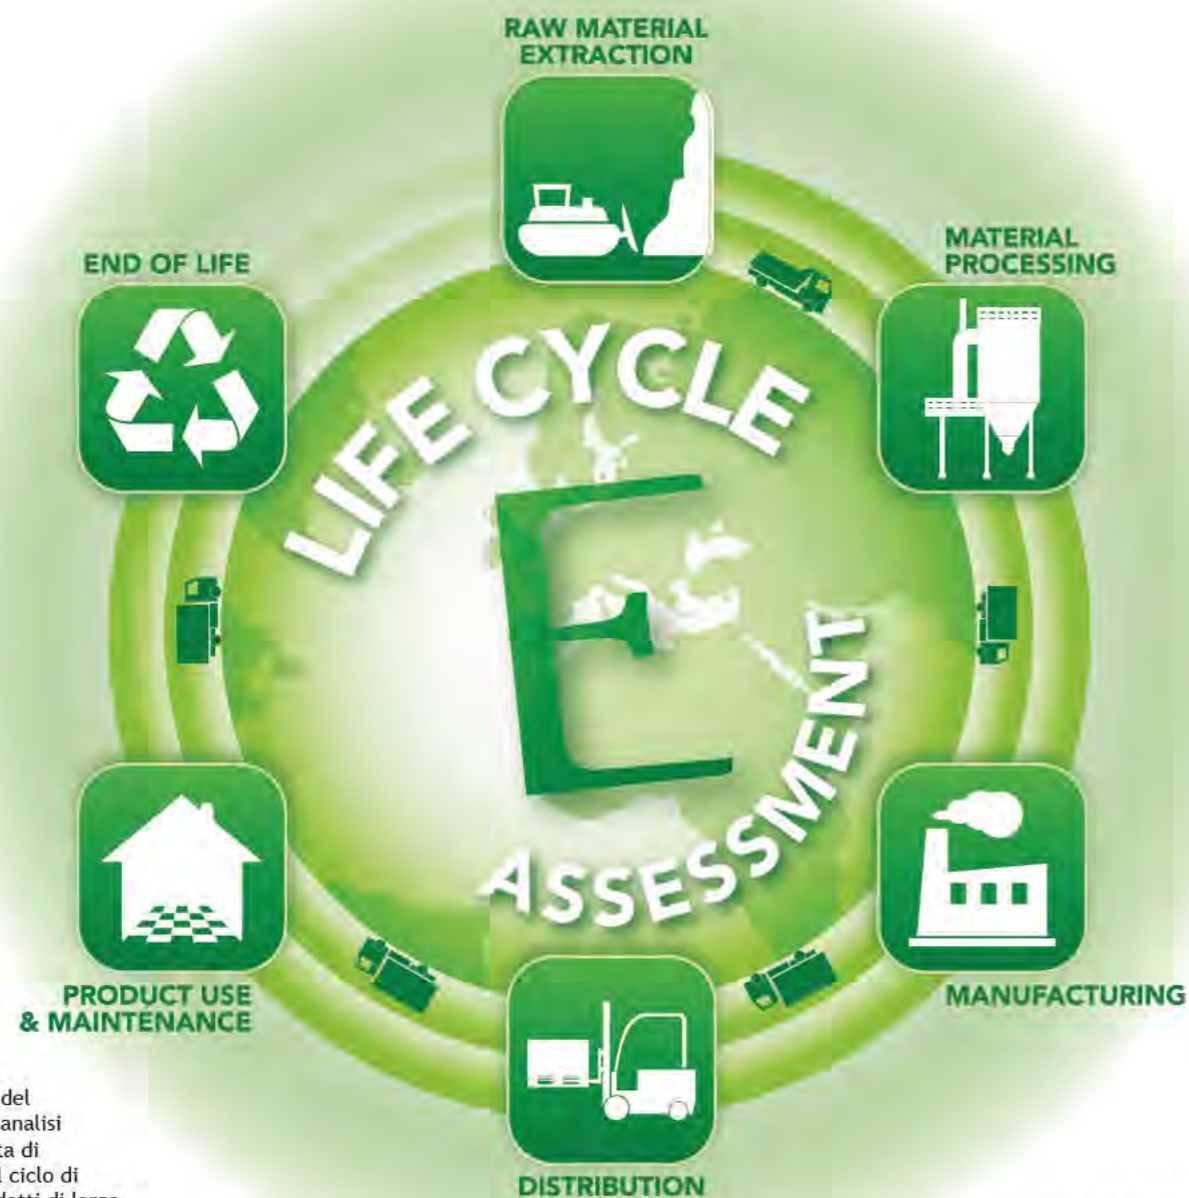 RAW MATERIAL
EXTRACTION
MATERIAL
PROCESSING
END OF LIFE
LIFE CYCLE
E
ASSESSMENT
PRODUCT USE
& MAINTENANCE
MANUFACTURING
DISTRIBUTION
del
analisi
di
ciclo di
di